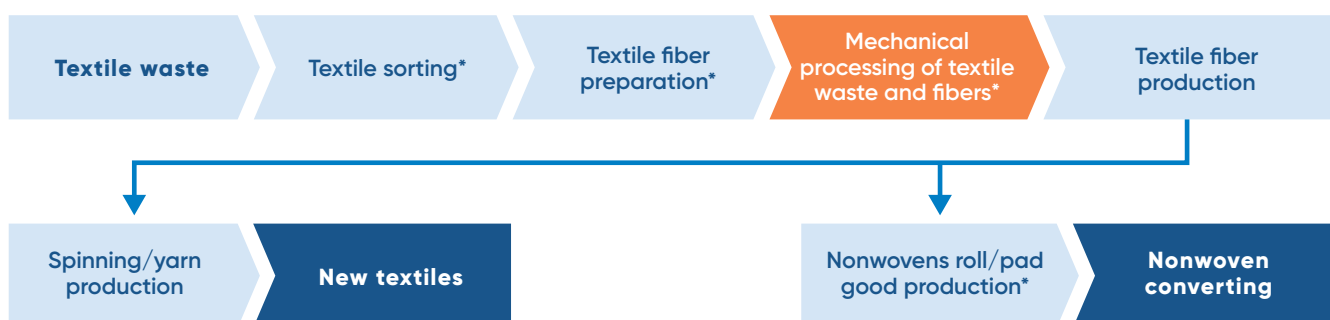 Textile waste
Textile sorting*
Textile fiber
preparation*
Mechanical
processing of textile
waste and fibers*
Textile fiber
production
Spinning/yarn
production
New textiles
Nonwovens roll/pad
good production*
Nonwoven
converting